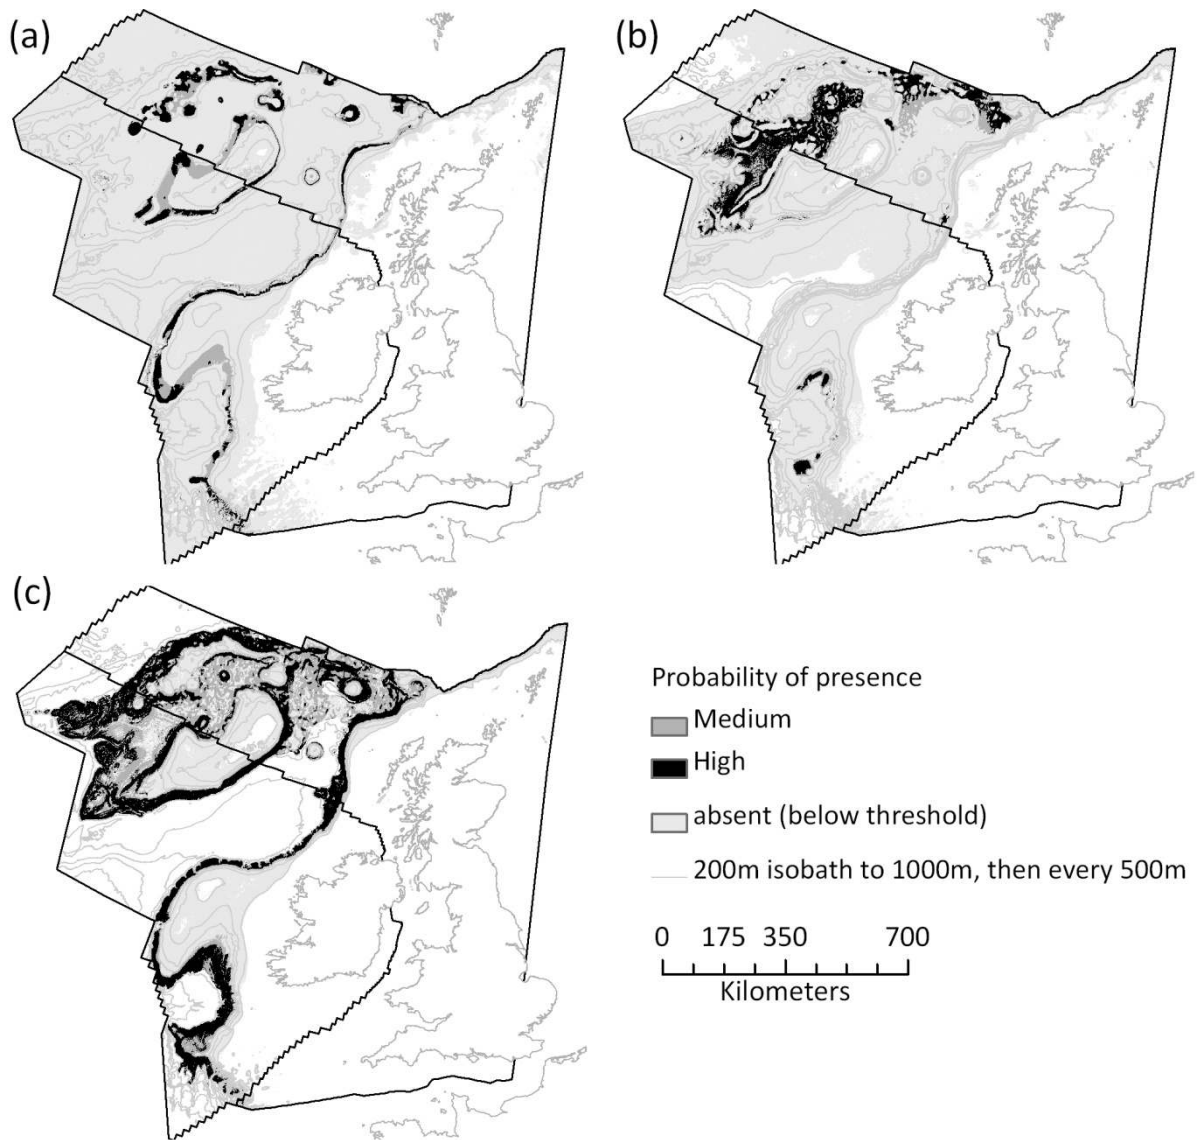 (a)
(b)
(c)
Probability of presence
Medium
High
absent (below threshold)
200m isobath to 1000m, then every 500m
0 175 350 700
Kilometers